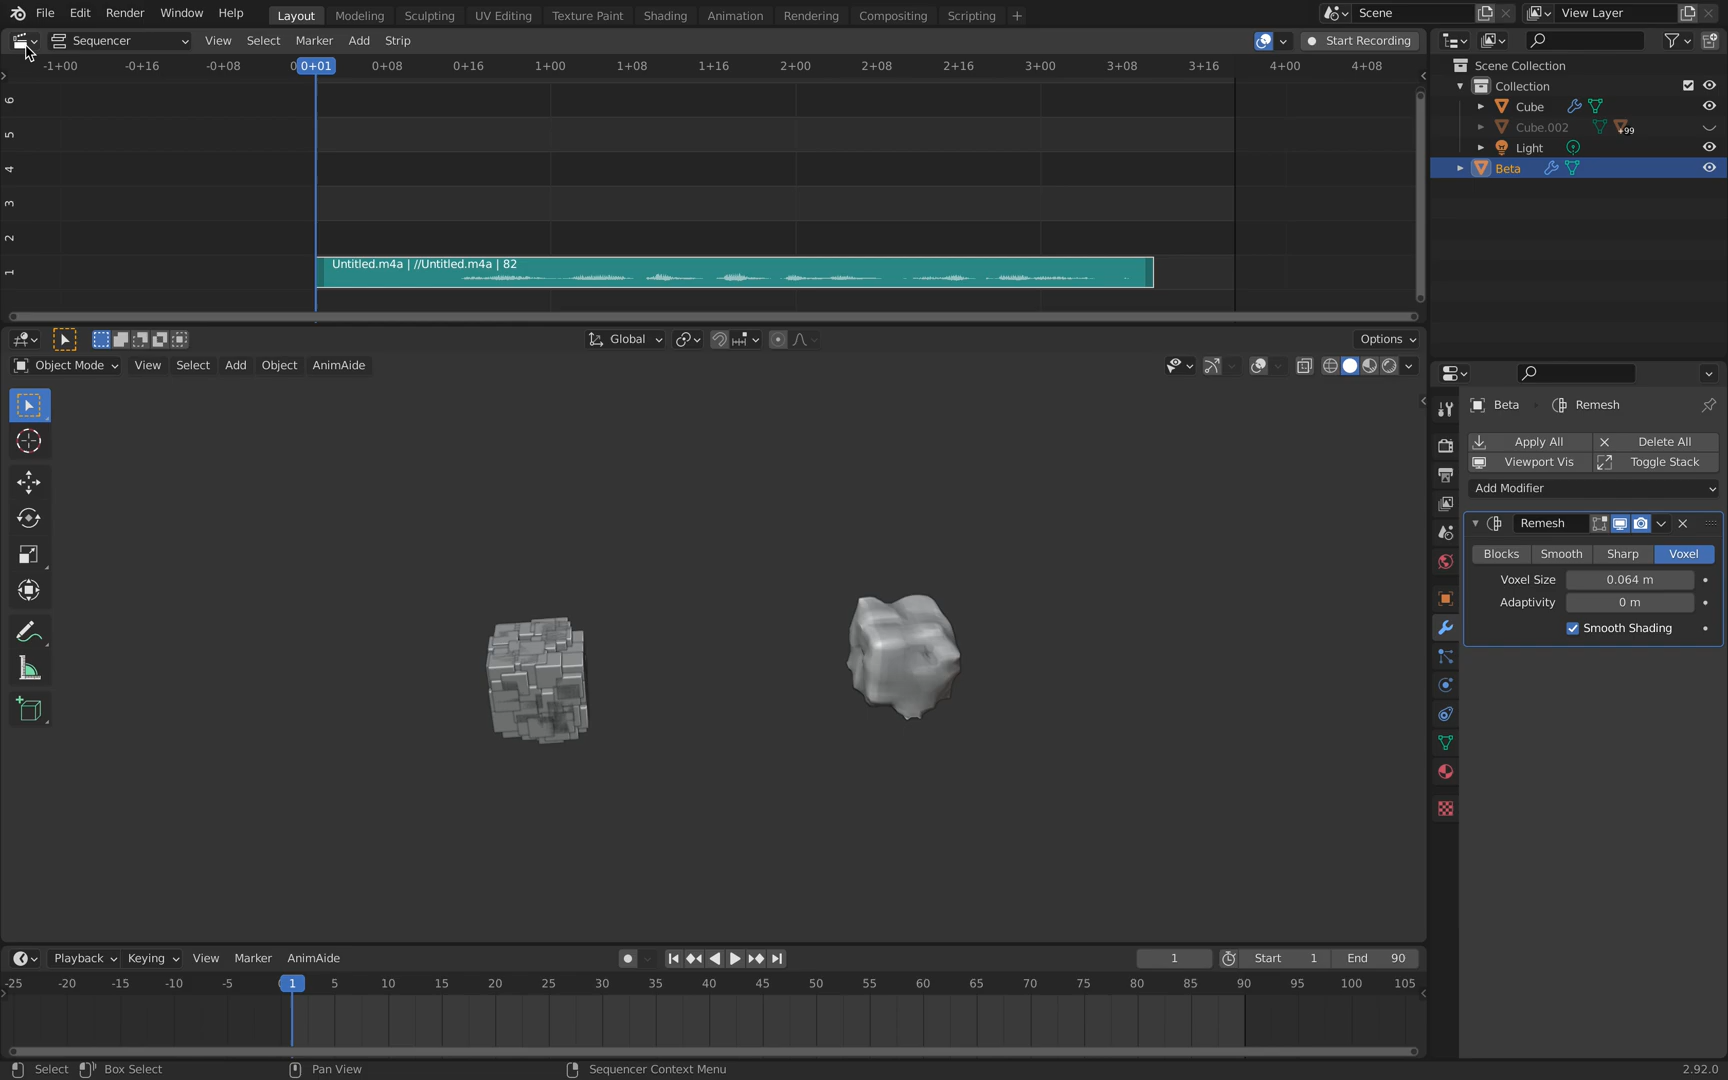 File Edit Render Window Help Layout Modeling Sculpting UV Editing Texture Paint Shading Animation Rendering Compositing Scripting + Scene View Layer
Sequencer View Select Marker Add Strip Start Recording
-1+00 -0+16 -0+08 0+01 0+08 0+16 1+00 1+08 1+16 2+00 2+08 2+16 3+00 3+08 3+16 4+00 4+08
6
5
4
3
2
1
Untitled.m4a | //Untitled.m4a | 82
Scene Collection
Collection
Cube
Cube.002 +99
Light
Beta
Global Options
Object Mode View Select Add Object AnimAide
Beta Remesh
Apply All Delete All
Viewport Vis Toggle Stack
Add Modifier
Remesh
Blocks Smooth Sharp Voxel
Voxel Size 0.064 m
Adaptivity 0 m
Smooth Shading
Playback Keying View Marker AnimAide 1 Start 1 End 90
-25 -20 -15 -10 -5 1 5 10 15 20 25 30 35 40 45 50 55 60 65 70 75 80 85 90 95 100 105
Select Box Select Pan View Sequencer Context Menu 2.92.0